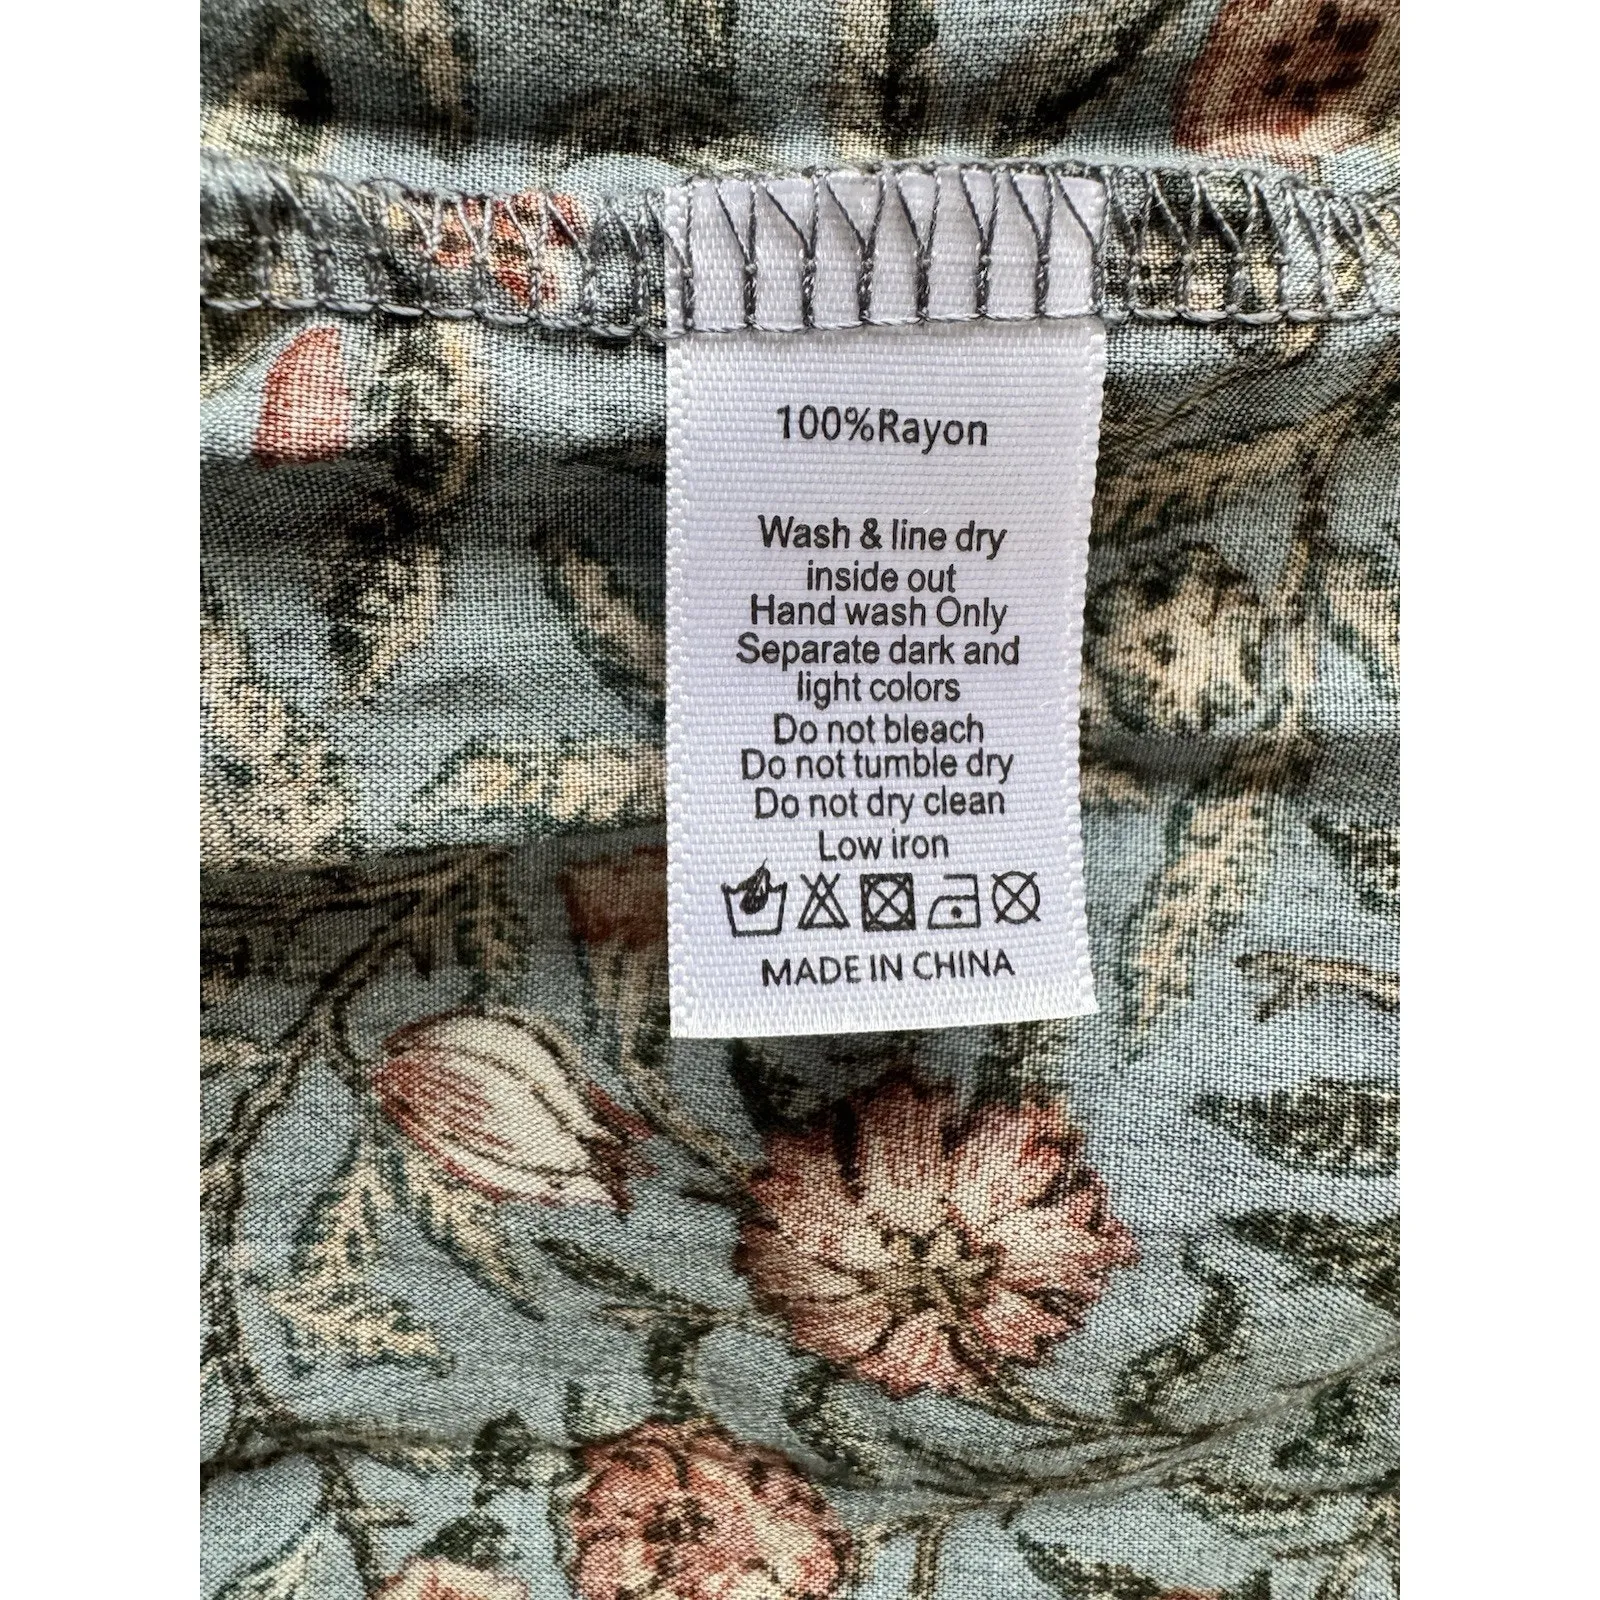 100%Rayon
Wash & line dry
inside out
Hand wash Only
Separate dark and
light colors
Do not bleach
Do not tumble dry
Do not dry clean
Low iron
MADE IN CHINA